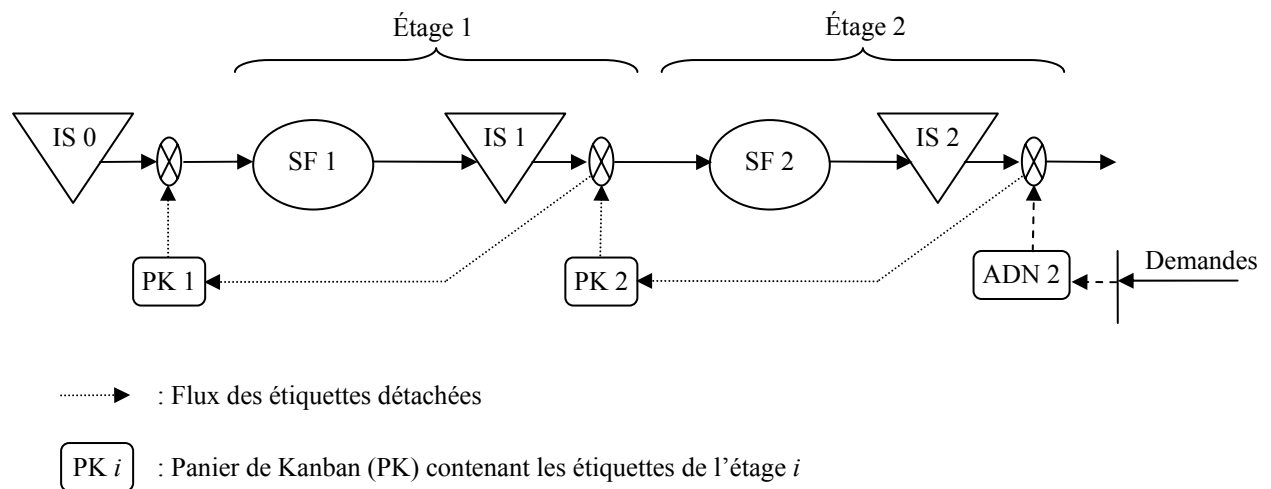 Étage 1
Étage 2
IS 0
SF 1
IS 1
SF 2
IS 2
PK 1
PK 2
ADN 2
Demandes
: Flux des étiquettes détachées
PK i
: Panier de Kanban (PK) contenant les étiquettes de l’étage i